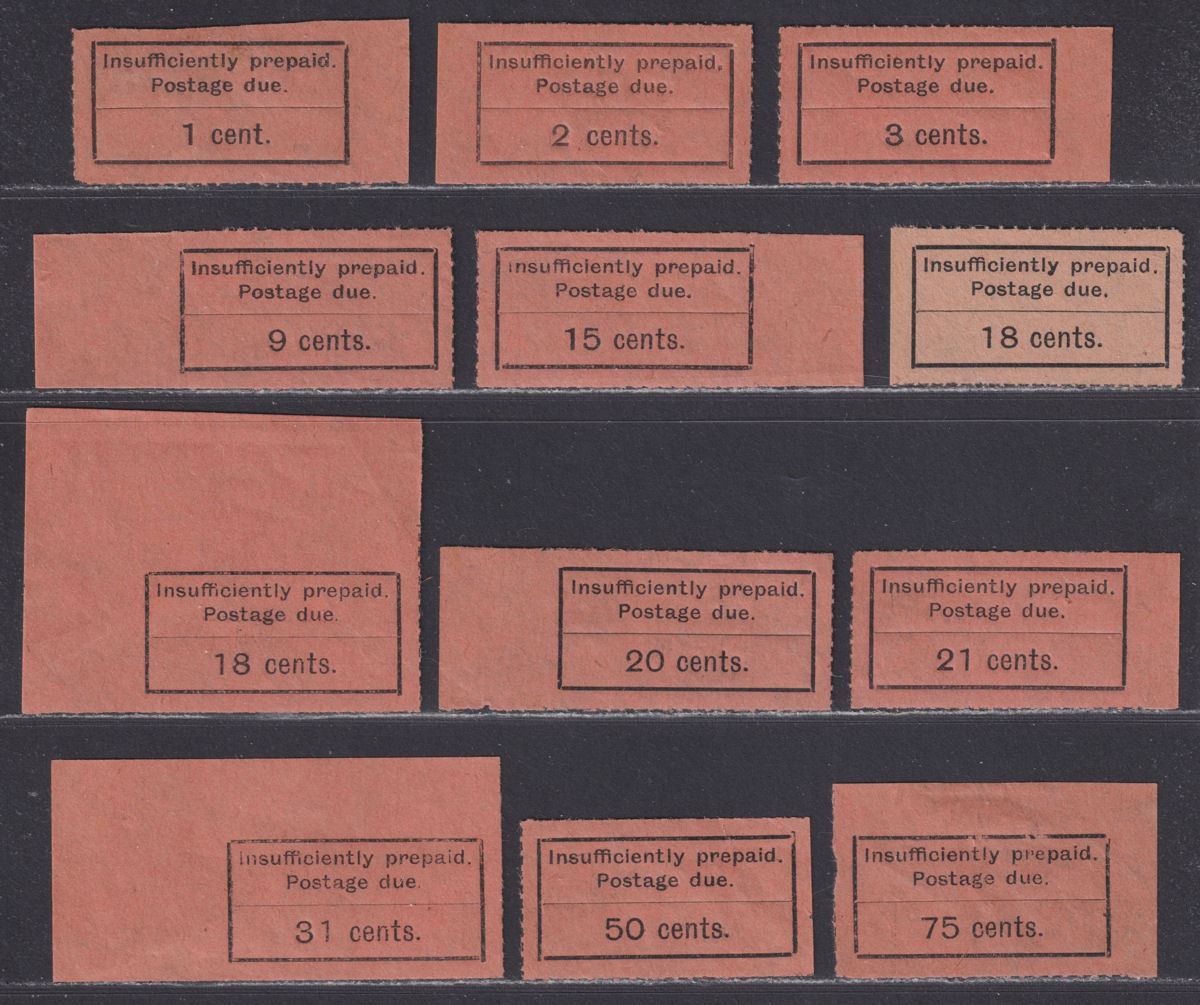 Insufficiently prepaid.
Postage due.
1 cent.
Insufficiently prepaid.
Postage due.
2 cents.
Insufficiently prepaid.
Postage due.
3 cents.
Insufficiently prepaid.
Postage due.
9 cents.
Insufficiently prepaid.
Postage due.
15 cents.
Insufficiently prepaid.
Postage due.
18 cents.
Insufficiently prepaid.
Postage due.
18 cents.
Insufficiently prepaid.
Postage due.
20 cents.
Insufficiently prepaid.
Postage due.
21 cents.
Insufficiently prepaid.
Postage due.
31 cents.
Insufficiently prepaid.
Postage due.
50 cents.
Insufficiently prepaid.
Postage due.
75 cents.